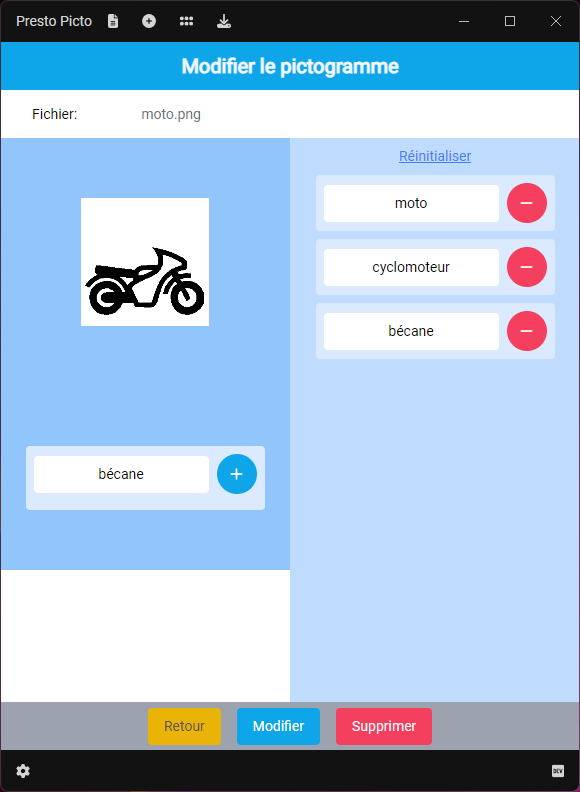 Presto Picto
Modifier le pictogramme
Fichier: moto.png
bécane
Réinitialiser
moto
cyclomoteur
bécane
Retour Modifier Supprimer
DEV